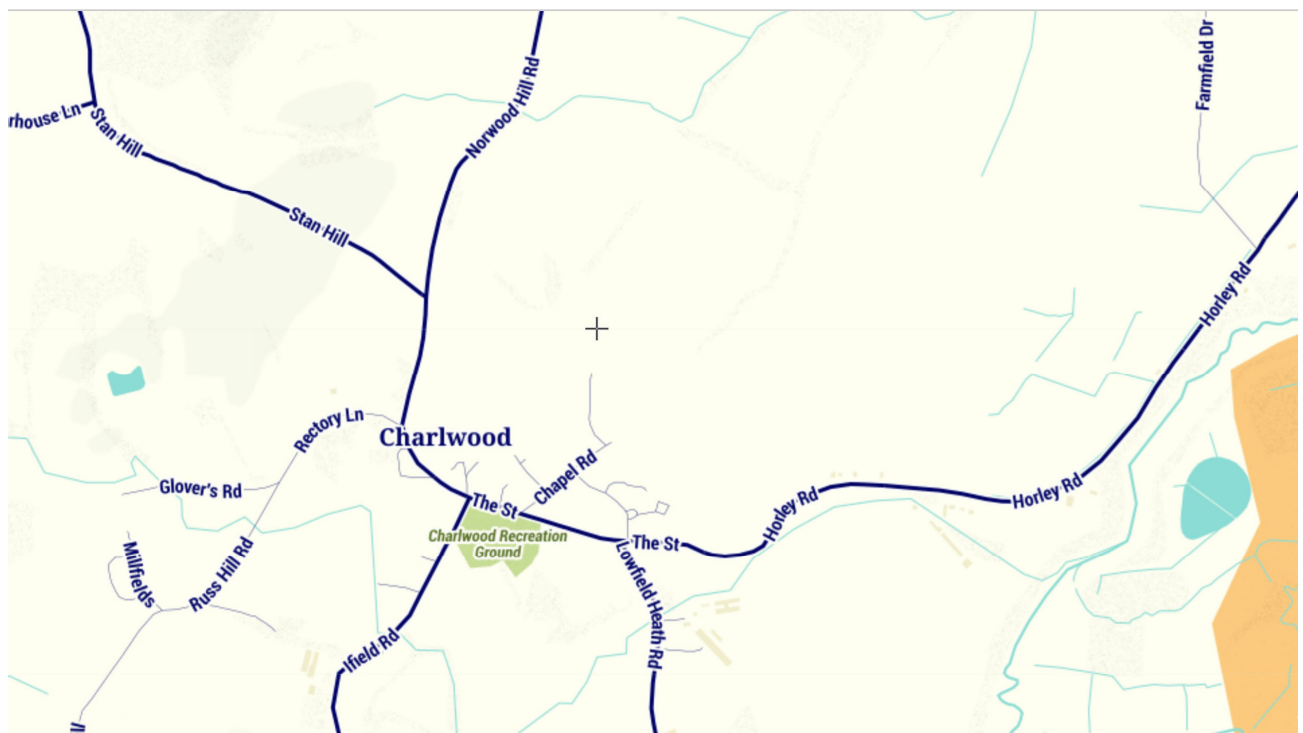 Farmfield Dr
Norwood Hill Rd
Stan Hill
Stan Hill
Horley Rd
Rectory Ln
Charlwood
Chapel Rd
Glover's Rd
Horley Rd
Horley Rd
The St
Charlwood Recreation
Ground
The St
Millfields
Russ Hill Rd
Lowfield Heath Rd
Ifield Rd